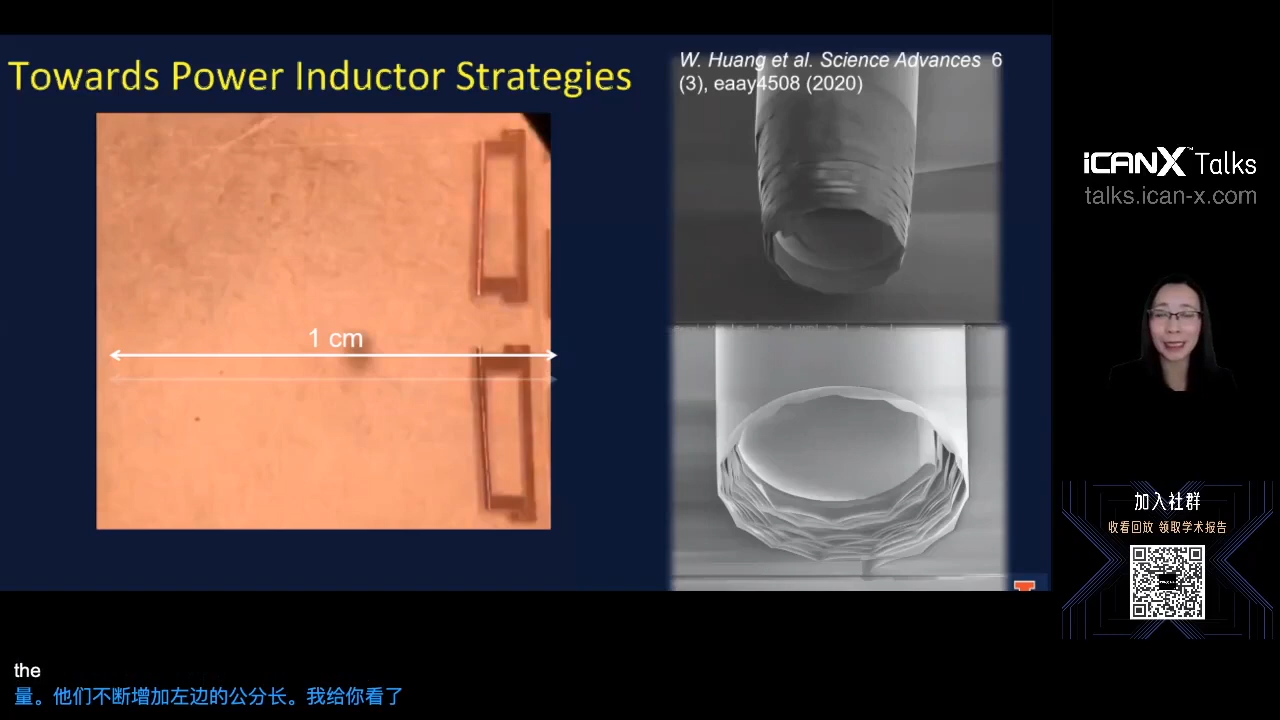 Towards Power Inductor Strategies
W. Huang et al. Science Advances 6
(3), eaay4508 (2020)
1 cm
iCANX Talks
talks.ican-x.com
加入社群
收看回放 领取学术报告
the
量。他们不断增加左边的公分长。我给你看了